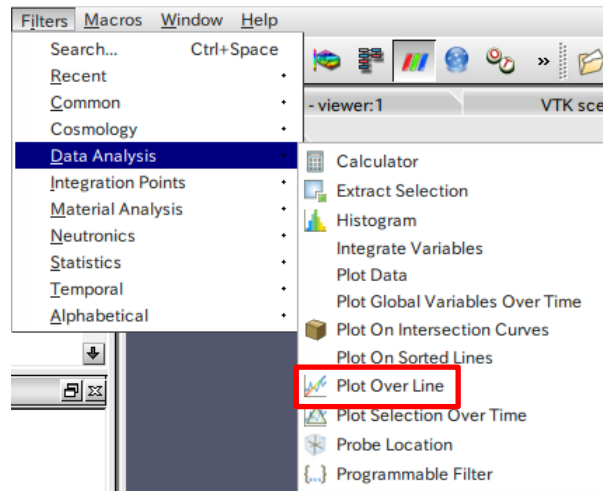 Filters Macros Window Help
Search... Ctrl+Space
Recent
Common
Cosmology
Data Analysis
Integration Points
Material Analysis
Neutronics
Statistics
Temporal
Alphabetical
»
- viewer:1 VTK sce
Calculator
Extract Selection
Histogram
Integrate Variables
Plot Data
Plot Global Variables Over Time
Plot On Intersection Curves
Plot On Sorted Lines
Plot Over Line
Plot Selection Over Time
Probe Location
{...} Programmable Filter